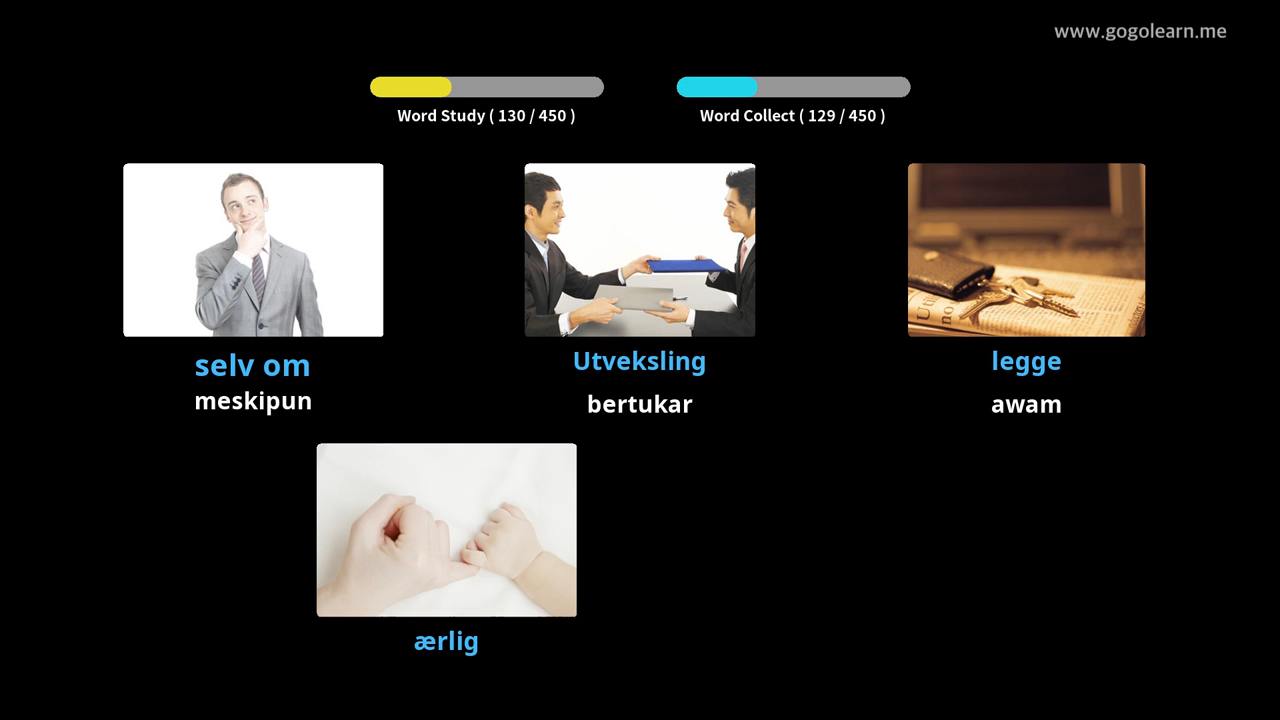 www.gogolearn.me
Word Study ( 130 / 450 )
Word Collect ( 129 / 450 )
selv om
meskipun
Utveksling
bertukar
legge
awam
ærlig